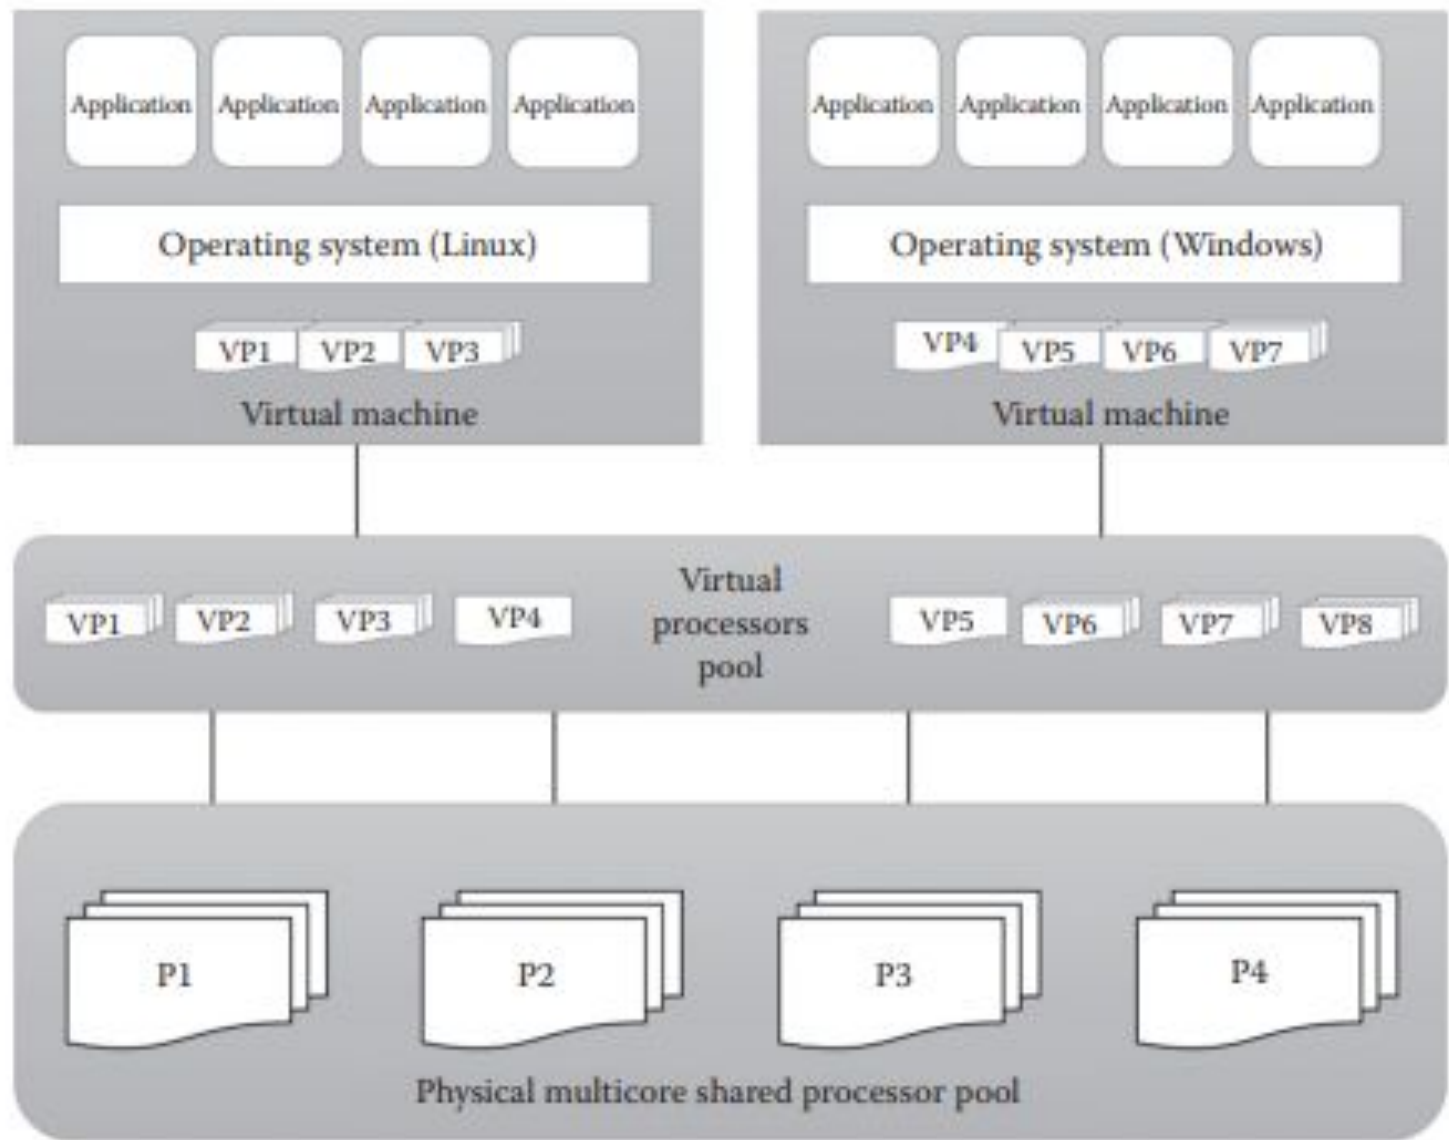 Application Application Application Application
Operating system (Linux)
VP1 VP2 VP3
Virtual machine
Application Application Application Application
Operating system (Windows)
VP4 VP5 VP6 VP7
Virtual machine
VP1 VP2 VP3 VP4
Virtual
processors
pool
VP5 VP6 VP7 VP8
P1 P2 P3 P4
Physical multicore shared processor pool